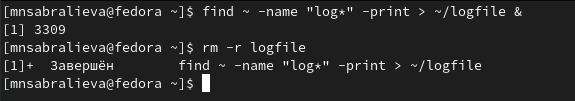 [mnsabralieva@fedora ~]$ find ~ -name "log*" -print > ~/logfile &
[1] 3309
[mnsabralieva@fedora ~]$ rm -r logfile
[1]+  Завершён        find ~ -name "log*" -print > ~/logfile
[mnsabralieva@fedora ~]$